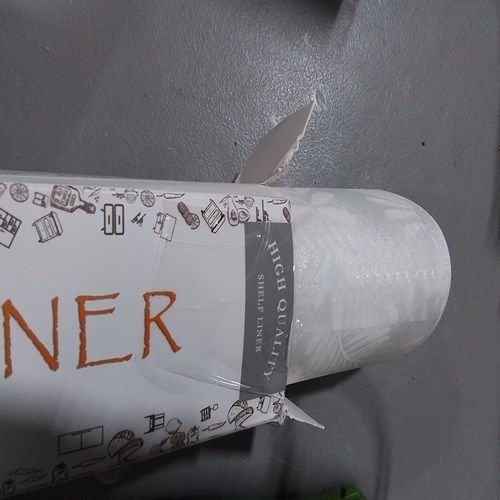 NER
HIGH QUALITY
SHELF LINER